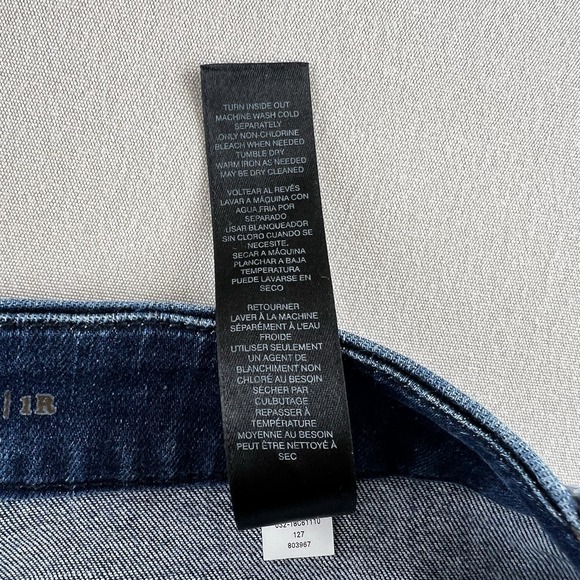 TURN INSIDE OUT
MACHINE WASH COLD
SEPARATELY
ONLY NON-CHLORINE
BLEACH WHEN NEEDED
TUMBLE DRY
WARM IRON AS NEEDED
MAY BE DRY CLEANED
VOLTEAR AL REVÉS
LAVAR A MÁQUINA CON
AGUA FRIA POR
SEPARADO
USAR BLANQUEADOR
SIN CLORO CUANDO SE
NECESITE,
SECAR A MÁQUINA
PLANCHAR A BAJA
TEMPERATURA
PUEDE LAVARSE EN
SECO
RETOURNER
LAVER À LA MACHINE
SÉPARÉMENT À L'EAU
FROIDE
UTILISER SEULEMENT
UN AGENT DE
BLANCHIMENT NON
CHLORÉ AU BESOIN
SÉCHER PAR
CULBUTAGE
REPASSER À
TEMPÉRATURE
MOYENNE AU BESOIN
PEUT ÊTRE NETTOYÉ À
SEC
/ 1R
127
803967